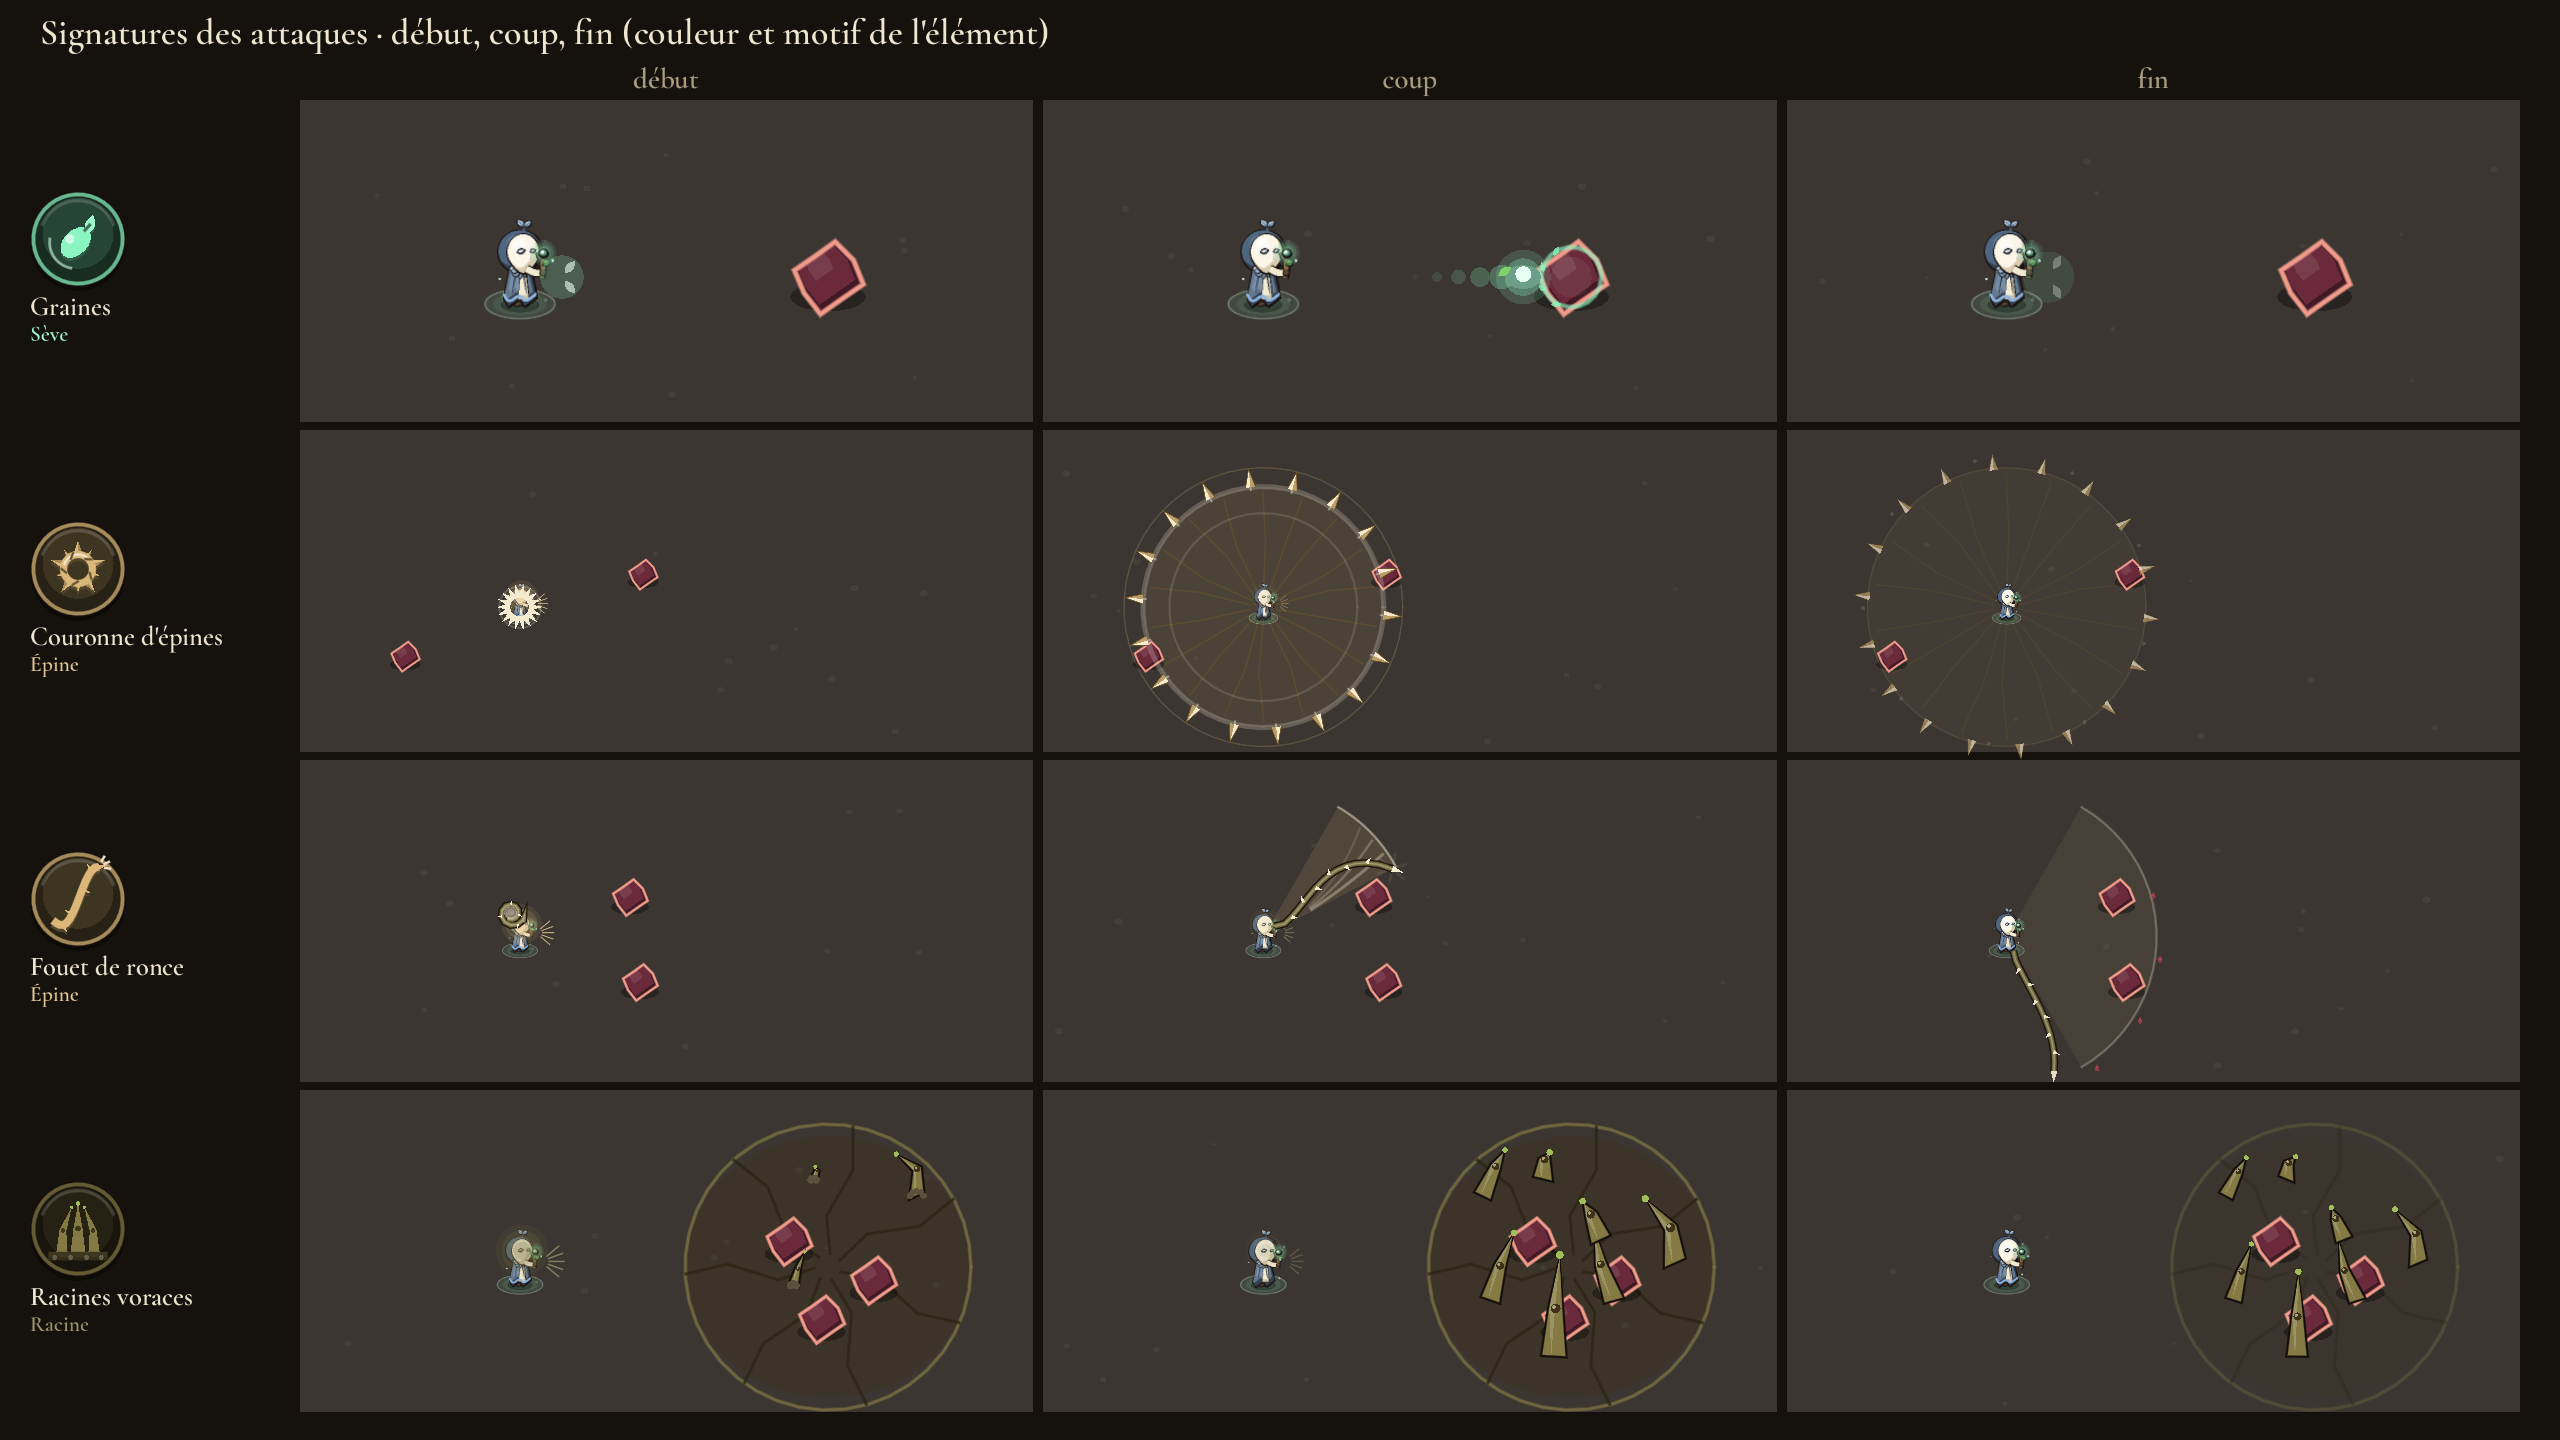 Signatures des attaques · début, coup, fin (couleur et motif de l'élément)
début
coup
fin
Graines
Sève
Couronne d'épines
Épine
Fouet de ronce
Épine
Racines voraces
Racine